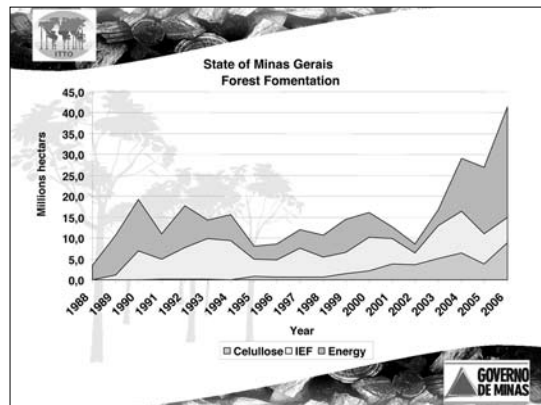 ITTO
State of Minas Gerais
Forest Fomentation
Millions hectars
45,0
40,0
35,0
30,0
25,0
20,0
15,0
10,0
5,0
0,0
1988 1989 1990 1991 1992 1993 1994 1995 1996 1997 1998 1999 2000 2001 2002 2003 2004 2005 2006
Year
Celullose IEF Energy
GOVERNO
DE MINAS